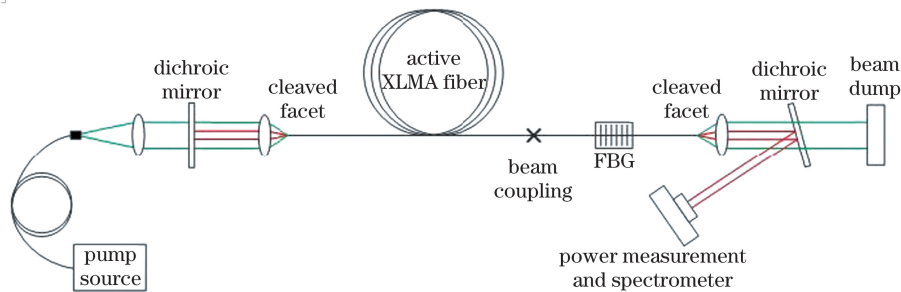 dichroic
mirror
cleaved
facet
active
XLMA fiber
beam
coupling
FBG
cleaved
facet
dichroic
mirror
beam
dump
pump
source
power measurement
and spectrometer